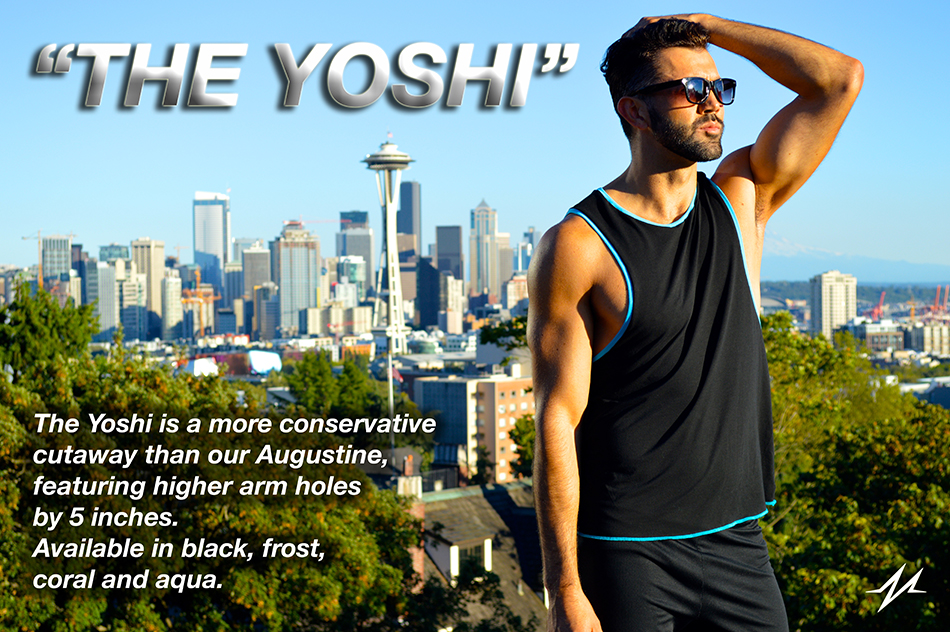 “THE YOSHI”
The Yoshi is a more conservative
cutaway than our Augustine,
featuring higher arm holes
by 5 inches.
Available in black, frost,
coral and aqua.